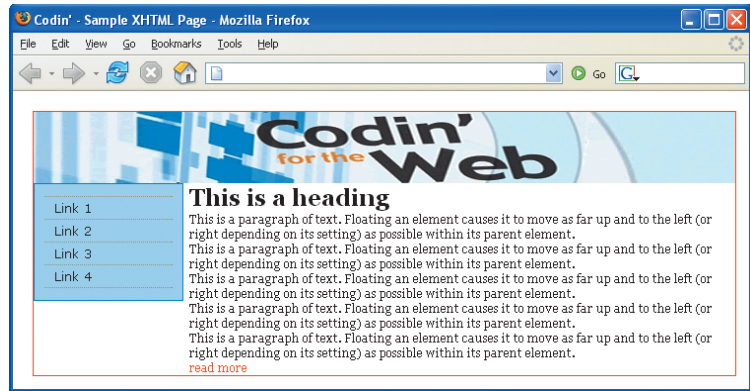 Codin' - Sample XHTML Page - Mozilla Firefox
File Edit View Go Bookmarks Tools Help
Go G
Codin'
for the Web
Link 1
Link 2
Link 3
Link 4
This is a heading
This is a paragraph of text. Floating an element causes it to move as far up and to the left (or
right depending on its setting) as possible within its parent element.
This is a paragraph of text. Floating an element causes it to move as far up and to the left (or
right depending on its setting) as possible within its parent element.
This is a paragraph of text. Floating an element causes it to move as far up and to the left (or
right depending on its setting) as possible within its parent element.
This is a paragraph of text. Floating an element causes it to move as far up and to the left (or
right depending on its setting) as possible within its parent element.
This is a paragraph of text. Floating an element causes it to move as far up and to the left (or
right depending on its setting) as possible within its parent element.
read more